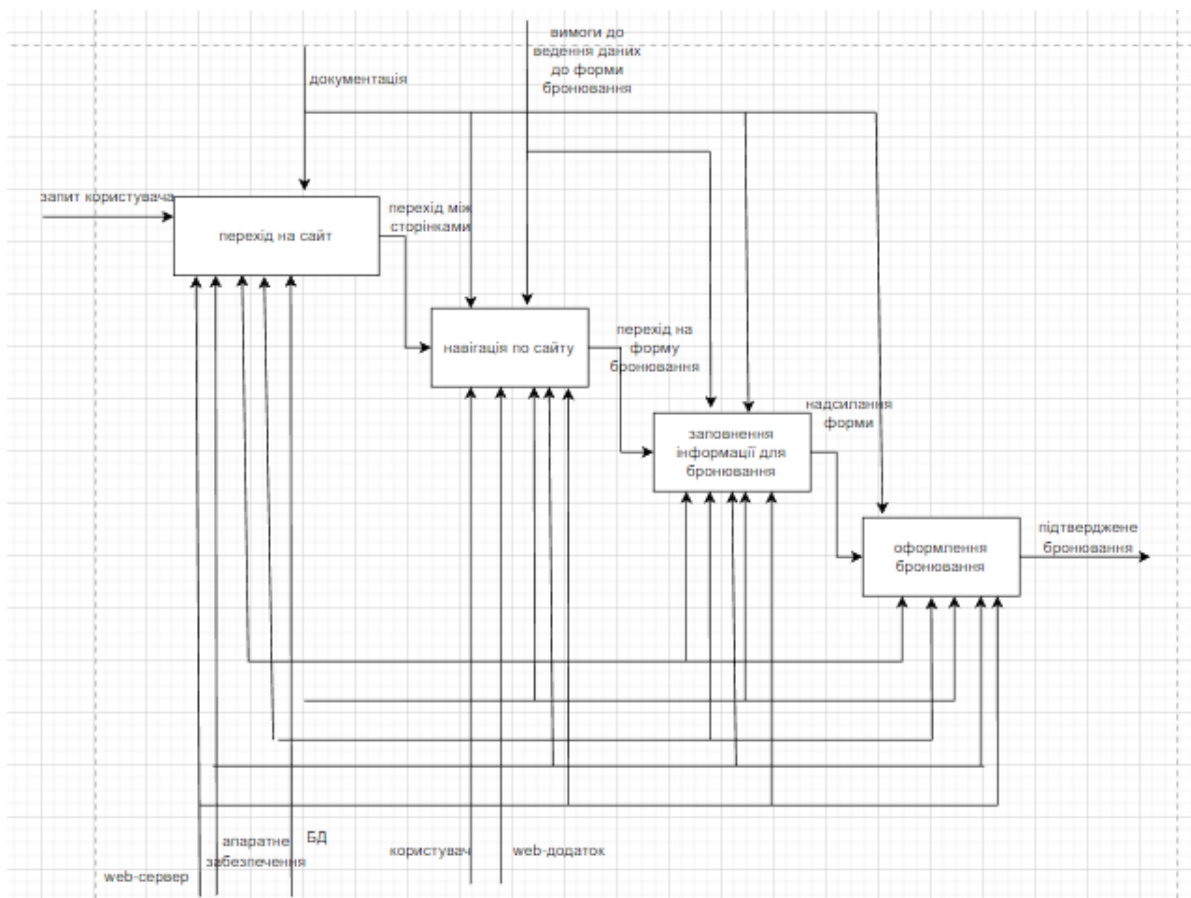 вимоги до
ведення даних
до форми
бронювання
документація
запит користувача
перехід на сайт
перехід між
сторінками
навігація по сайту
перехід на
форму
бронювання
заповнення
інформації для
бронювання
надсилання
форми
оформлення
бронювання
підтверджене
бронювання
web-сервер
апаратне
забезпечення
БД
користувач
web-додаток